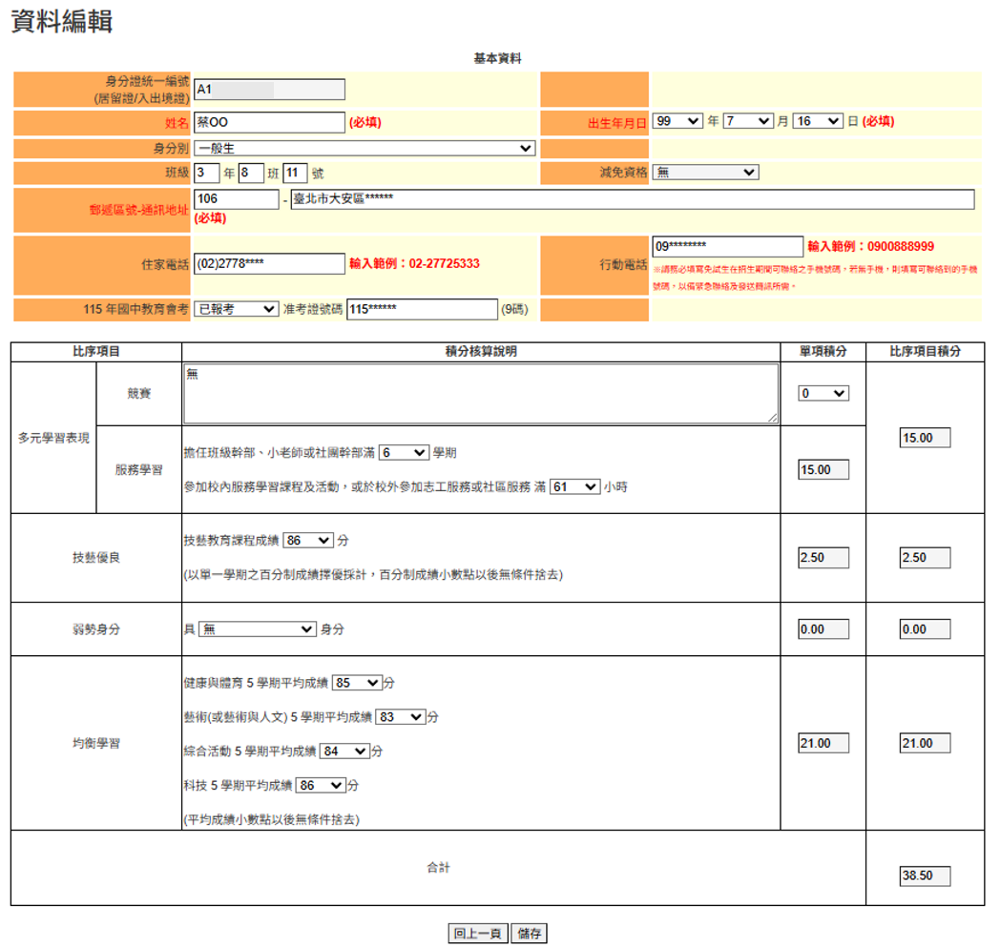 資料編輯
基本資料
身分證統一編號
(居留證/入出境證)
A1
姓名
蔡OO
(必填)
出生年月日
99 年 7 月 16 日 (必填)
身分別
一般生
班級
3 年 8 班 11 號
減免資格
無
郵遞區號-通訊地址
106 - 臺北市大安區******
(必填)
住家電話
(02)2778****
輸入範例：02-27725333
行動電話
09********
輸入範例：0900888999
※請務必填寫免試生在招生期間可聯絡之手機號碼，若無手機，則填寫可聯絡到的手機
號碼，以備緊急聯絡及發送簡訊所需。
115 年國中教育會考
已報考
准考證號碼 115****** (9碼)
比序項目
積分核算說明
單項積分
比序項目積分
多元學習表現
競賽
無
0
15.00
服務學習
擔任班級幹部、小老師或社團幹部滿 6 學期
參加校內服務學習課程及活動，或於校外參加志工服務或社區服務 滿 61 小時
15.00
技藝優良
技藝教育課程成績 86 分
(以單一學期之百分制成績擇優採計，百分制成績小數點以後無條件捨去)
2.50
2.50
弱勢身分
具 無 身分
0.00
0.00
均衡學習
健康與體育 5 學期平均成績 85 分
藝術(或藝術與人文) 5 學期平均成績 83 分
綜合活動 5 學期平均成績 84 分
科技 5 學期平均成績 86 分
(平均成績小數點以後無條件捨去)
21.00
21.00
合計
38.50
回上一頁
儲存